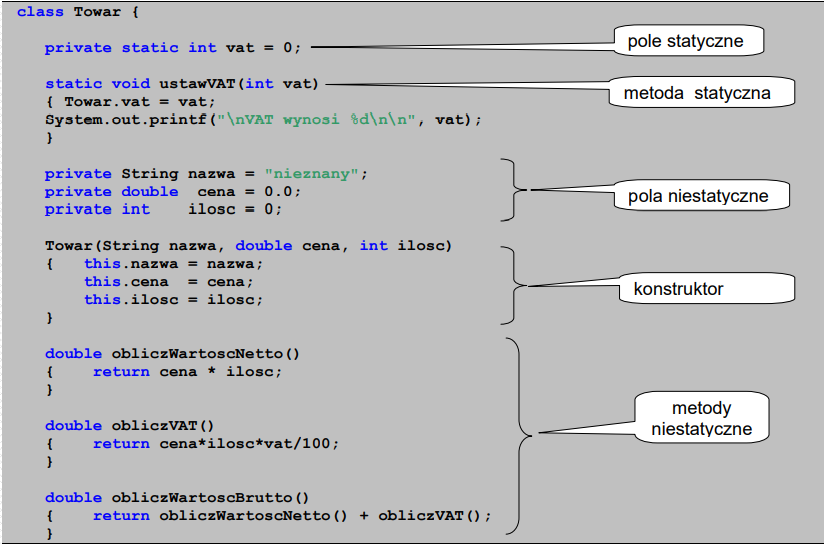 class Towar {
private static int vat = 0;
pole statyczne
static void ustawVAT(int vat)
metoda statyczna
{ Towar.vat = vat;
System.out.printf("\nVAT wynosi %d\n\n", vat);
}
private String nazwa = "nieznany";
private double cena = 0.0;
private int ilosc = 0;
pola niestatyczne
Towar(String nazwa, double cena, int ilosc)
{ this.nazwa = nazwa;
this.cena = cena;
this.ilosc = ilosc;
}
konstruktor
double obliczWartoscNetto()
{ return cena * ilosc;
}
double obliczVAT()
{ return cena*ilosc*vat/100;
}
metody
niestatyczne
double obliczWartoscBrutto()
{ return obliczWartoscNetto() + obliczVAT();
}